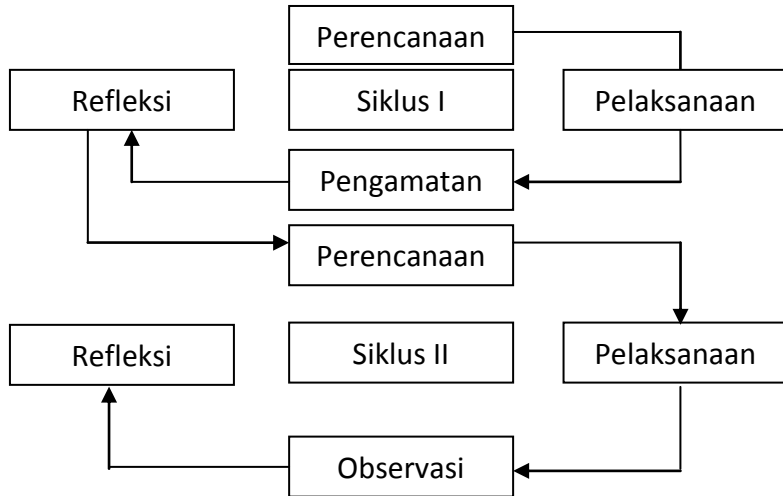 Perencanaan
Refleksi
Siklus I
Pelaksanaan
Pengamatan
Perencanaan
Refleksi
Siklus II
Pelaksanaan
Observasi